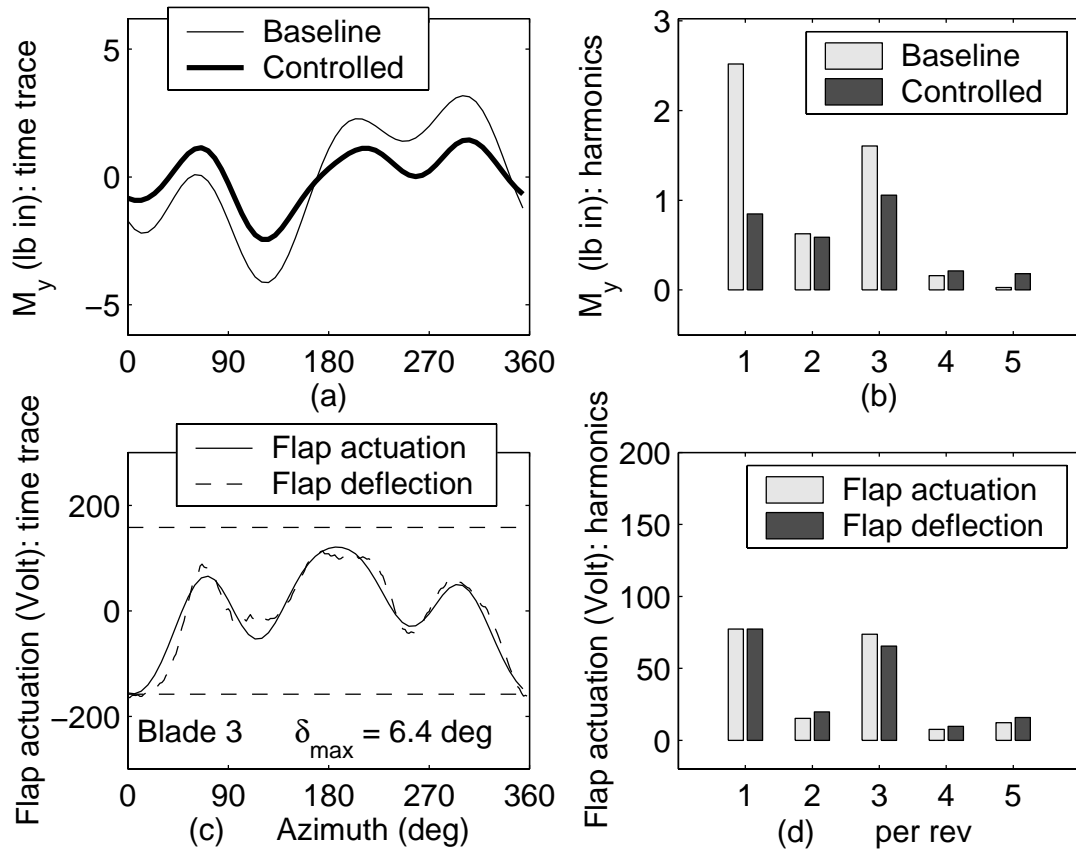 M_y (lb in): time trace
5
0
−5
Baseline
Controlled
0 90 180 270 360
(a)
M_y (lb in): harmonics
3
2
1
0
Baseline
Controlled
1 2 3 4 5
(b)
Flap actuation (Volt): time trace
200
0
−200
Flap actuation
Flap deflection
Blade 3 δ_max = 6.4 deg
0 90 180 270 360
(c) Azimuth (deg)
Flap actuation (Volt): harmonics
200
150
100
50
0
Flap actuation
Flap deflection
1 2 3 4 5
(d) per rev